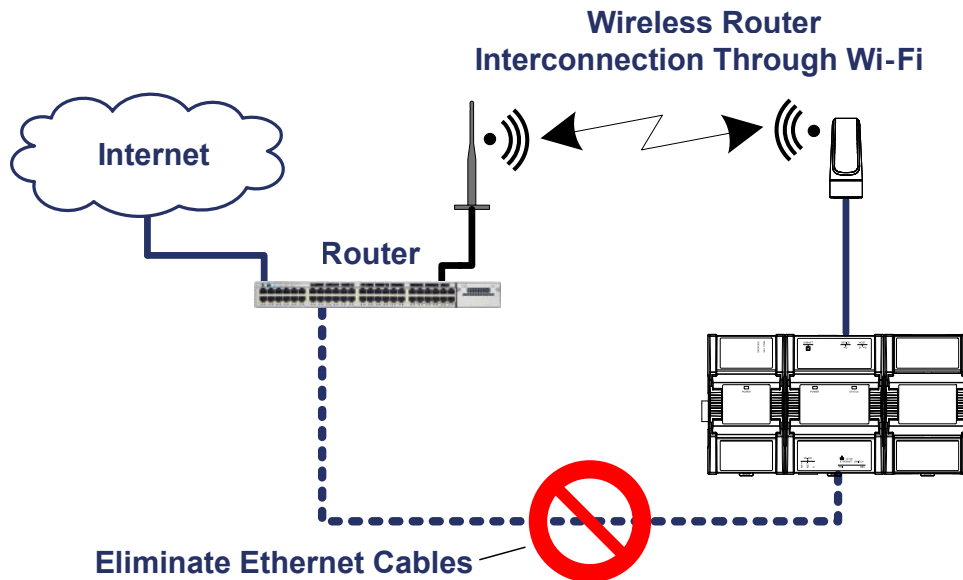 Wireless Router
Interconnection Through Wi-Fi
Internet
Router
Eliminate Ethernet Cables